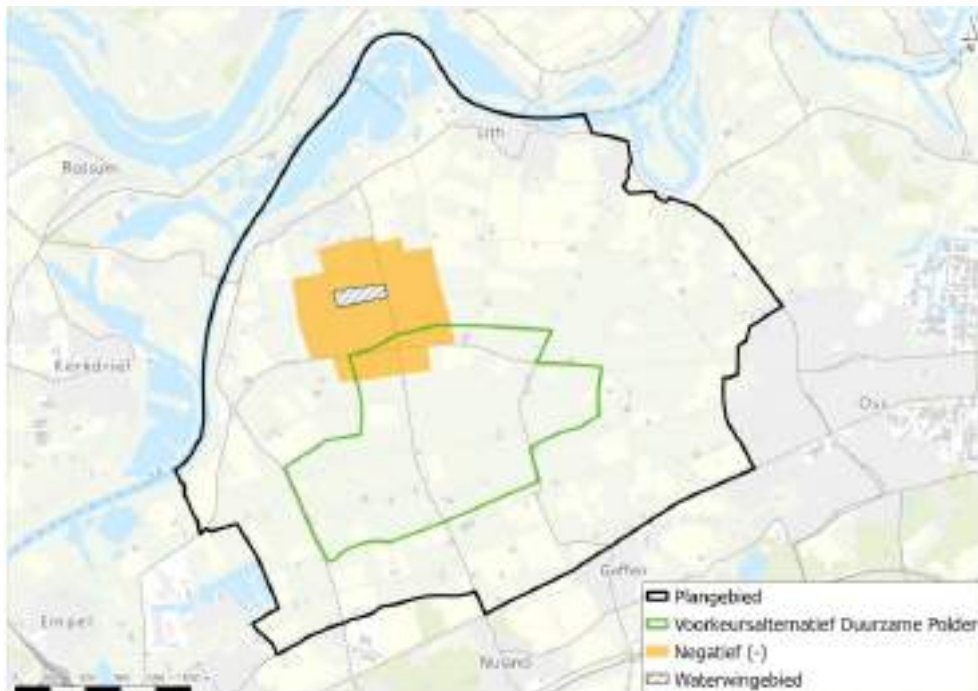 Lith
Rossum
Kerkdriel
Oss
Geffen
Empel
Nuland
Plangebied
Voorkeursalternatief Duurzame Polder
Negatief (-)
Waterwingebied